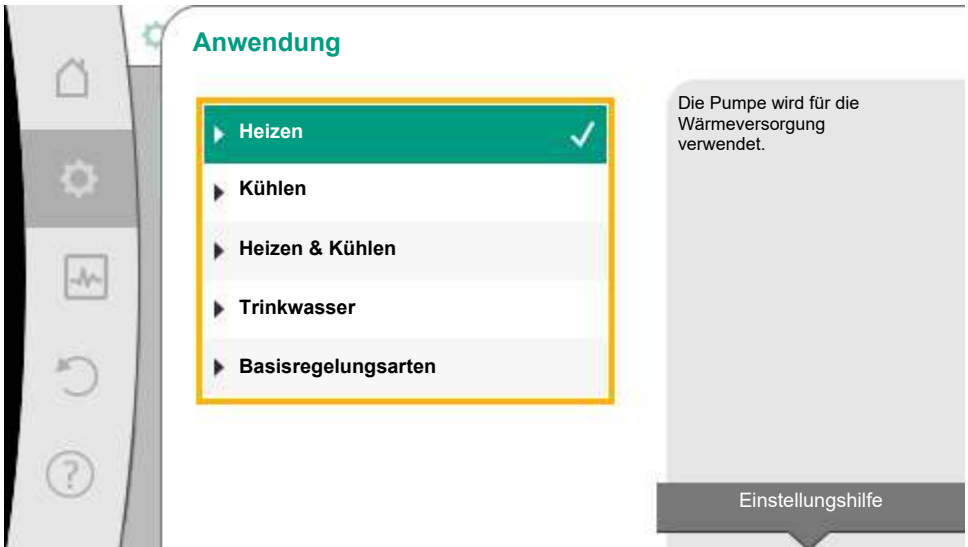 Anwendung
Heizen
Kühlen
Heizen & Kühlen
Trinkwasser
Basisregelungsarten
Die Pumpe wird für die
Wärmeversorgung
verwendet.
Einstellungshilfe